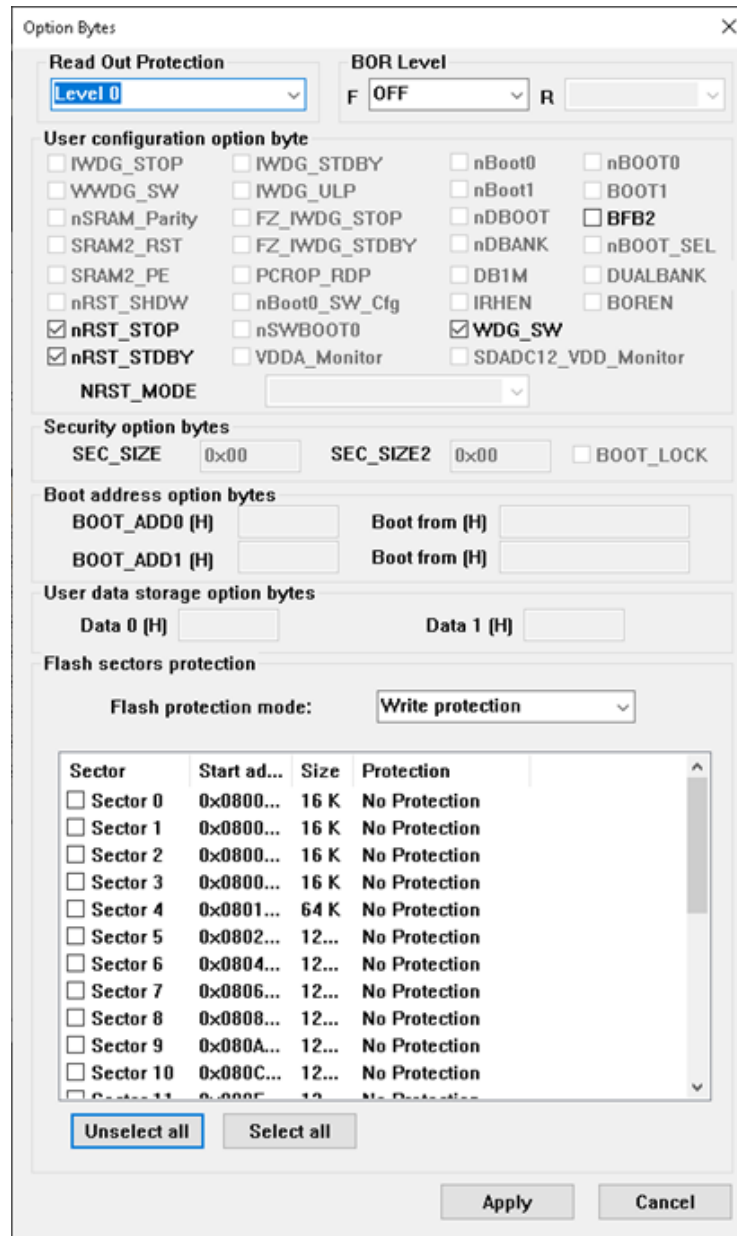 Option Bytes
Read Out Protection BOR Level
Level 0 F OFF R
User configuration option byte
IWDG_STOP IWDG_STDBY nBoot0 nBOOT0
WWDG_SW IWDG_ULP nBoot1 BOOT1
nSRAM_Parity FZ_IWDG_STOP nDBOOT BFB2
SRAM2_RST FZ_IWDG_STDBY nDBANK nBOOT_SEL
SRAM2_PE PCROP_RDP DB1M DUALBANK
nRST_SHDW nBoot0_SW_Cfg IRHEN BOREN
nRST_STOP nSWBOOT0 WDG_SW
nRST_STDBY VDDA_Monitor SDADC12_VDD_Monitor
NRST_MODE
Security option bytes
SEC_SIZE 0x00 SEC_SIZE2 0x00 BOOT_LOCK
Boot address option bytes
BOOT_ADD0 (H) Boot from (H)
BOOT_ADD1 (H) Boot from (H)
User data storage option bytes
Data 0 (H) Data 1 (H)
Flash sectors protection
Flash protection mode: Write protection
Sector Start ad... Size Protection
Sector 0 0x0800... 16 K No Protection
Sector 1 0x0800... 16 K No Protection
Sector 2 0x0800... 16 K No Protection
Sector 3 0x0800... 16 K No Protection
Sector 4 0x0801... 64 K No Protection
Sector 5 0x0802... 12... No Protection
Sector 6 0x0804... 12... No Protection
Sector 7 0x0806... 12... No Protection
Sector 8 0x0808... 12... No Protection
Sector 9 0x080A... 12... No Protection
Sector 10 0x080C... 12... No Protection
Unselect all Select all
Apply Cancel